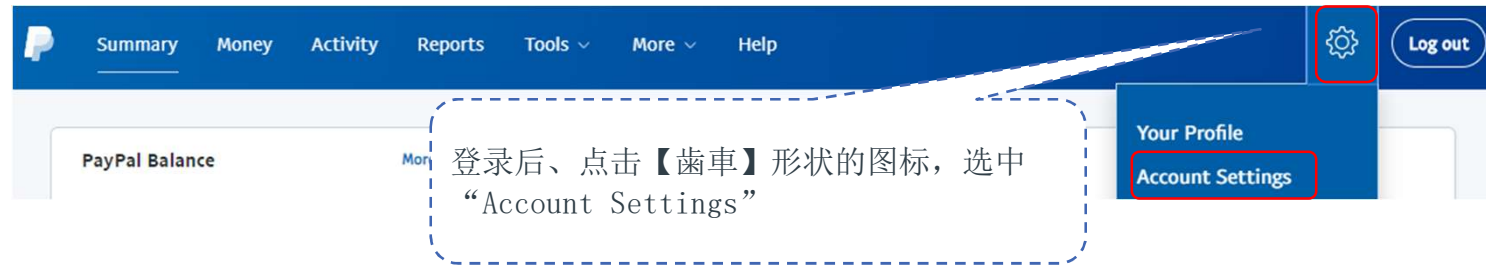 Summary Money Activity Reports Tools More Help Log out
Your Profile
PayPal Balance
登录后、点击【歯車】形状的图标，选中
“Account Settings”
Account Settings